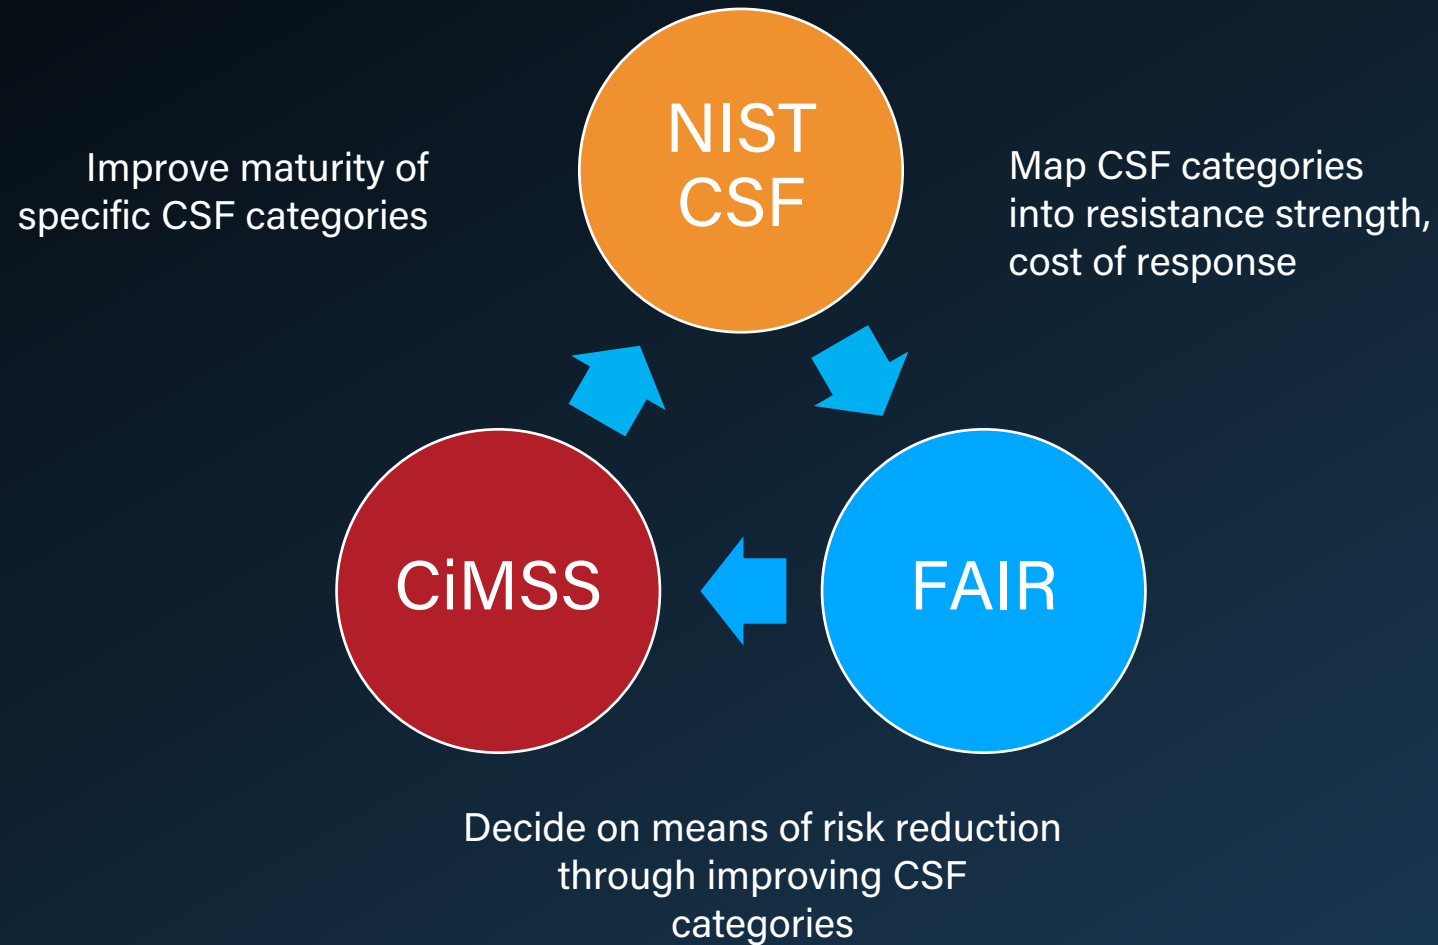 NIST
CSF
Improve maturity of
specific CSF categories
Map CSF categories
into resistance strength,
cost of response
CiMSS
FAIR
Decide on means of risk reduction
through improving CSF
categories